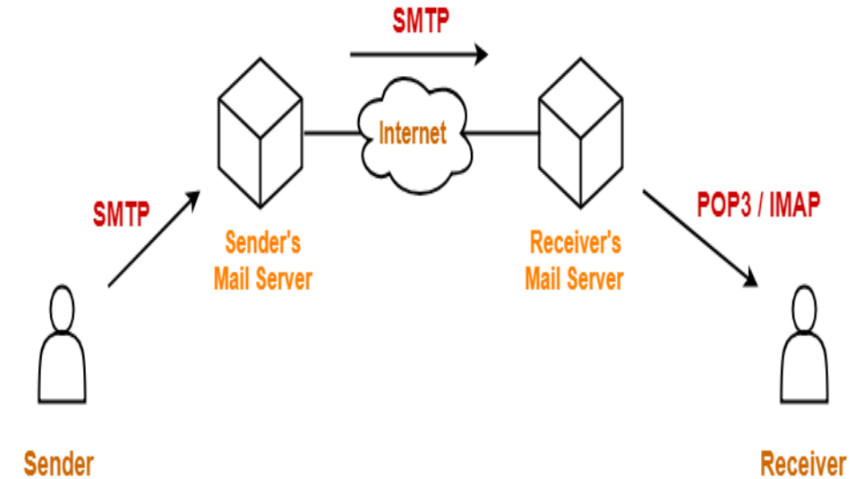 SMTP
Internet
SMTP
POP3 / IMAP
Sender's
Mail Server
Receiver's
Mail Server
Sender
Receiver